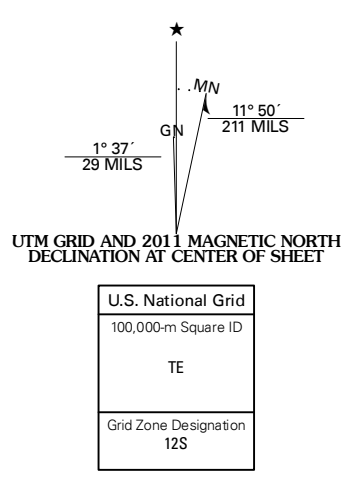 MN
GN
11° 50´
211 MILS
1° 37´
29 MILS
UTM GRID AND 2011 MAGNETIC NORTH
DECLINATION AT CENTER OF SHEET
U.S. National Grid
100,000-m Square ID
TE
Grid Zone Designation
12S